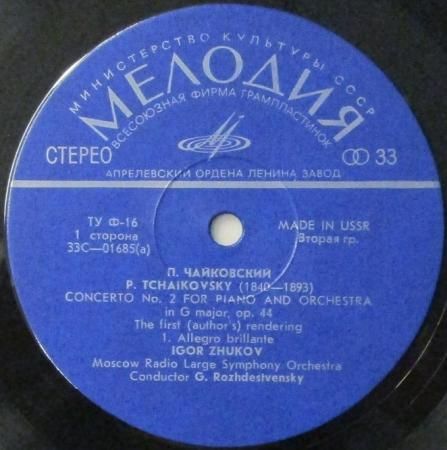 МИНИСТЕРСТВО КУЛЬТУРЫ СССР
МЕЛОДИЯ
ВСЕСОЮЗНАЯ ФИРМА ГРАМПЛАСТИНОК
СТЕРЕО
33
АПРЕЛЕВСКИЙ ОРДЕНА ЛЕНИНА ЗАВОД
ТУ Ф-16
1 сторона
33С—01685(а)
MADE IN USSR
Вторая гр.
П. ЧАЙКОВСКИЙ
P. TCHAIKOVSKY (1840—1893)
CONCERTO No. 2 FOR PIANO AND ORCHESTRA
in G major, op. 44
The first (author's) rendering
1. Allegro brillante
IGOR ZHUKOV
Moscow Radio Large Symphony Orchestra
Conductor G. Rozhdestvensky